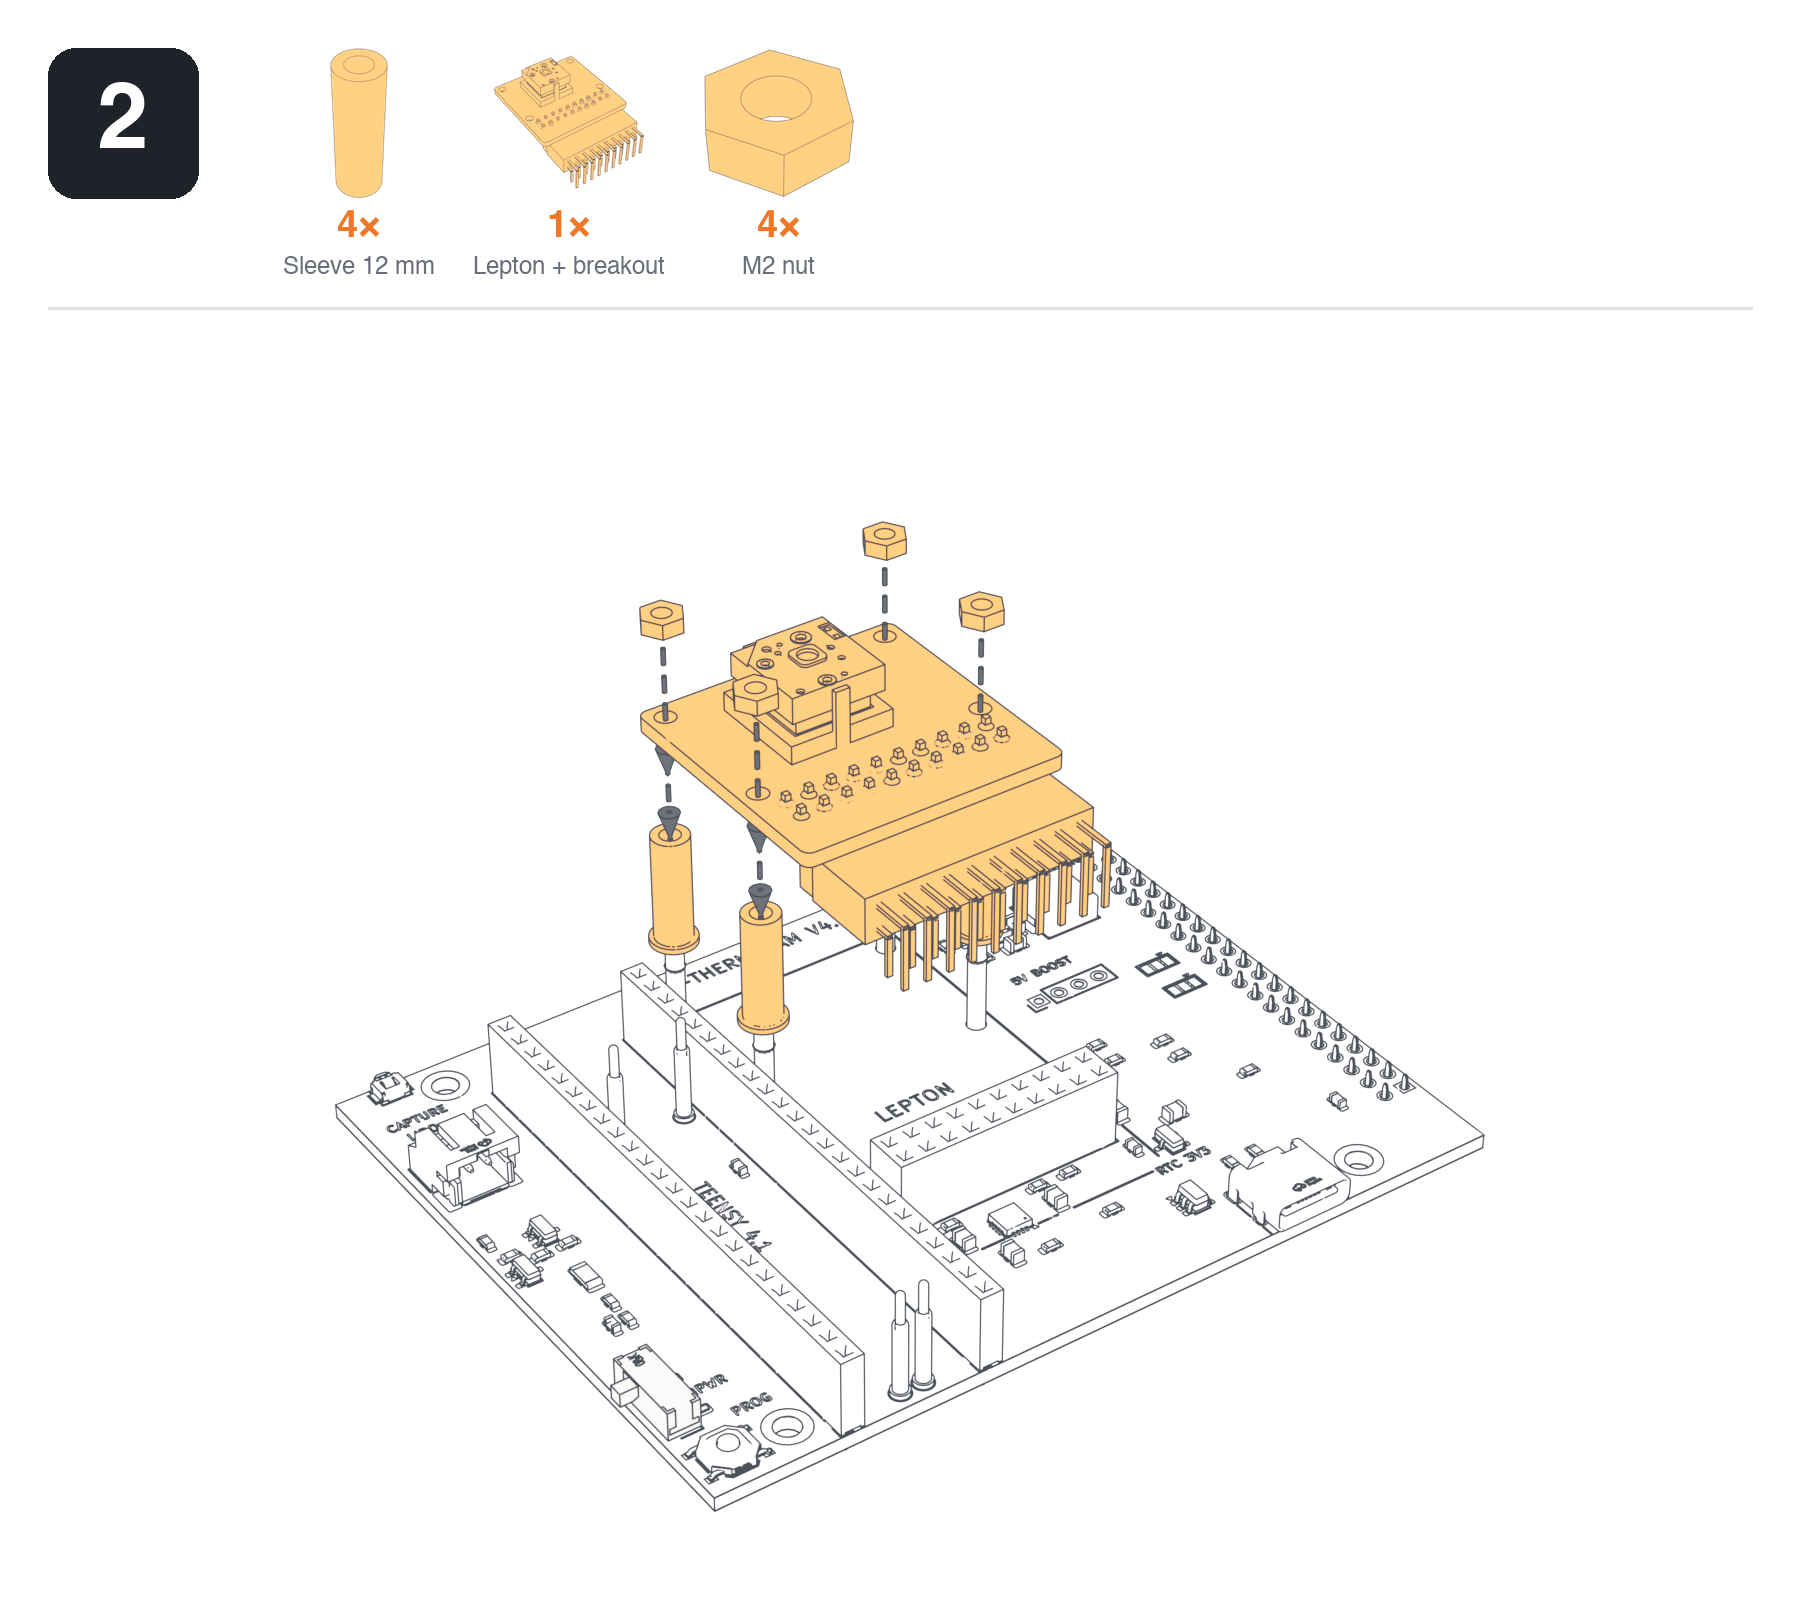 2
4×
1×
4×
Sleeve 12 mm
Lepton + breakout
M2 nut
5V BOOST
LEPTON
CAPTURE
RTC 3V3
TEENSY 4.1
PWR
PROG